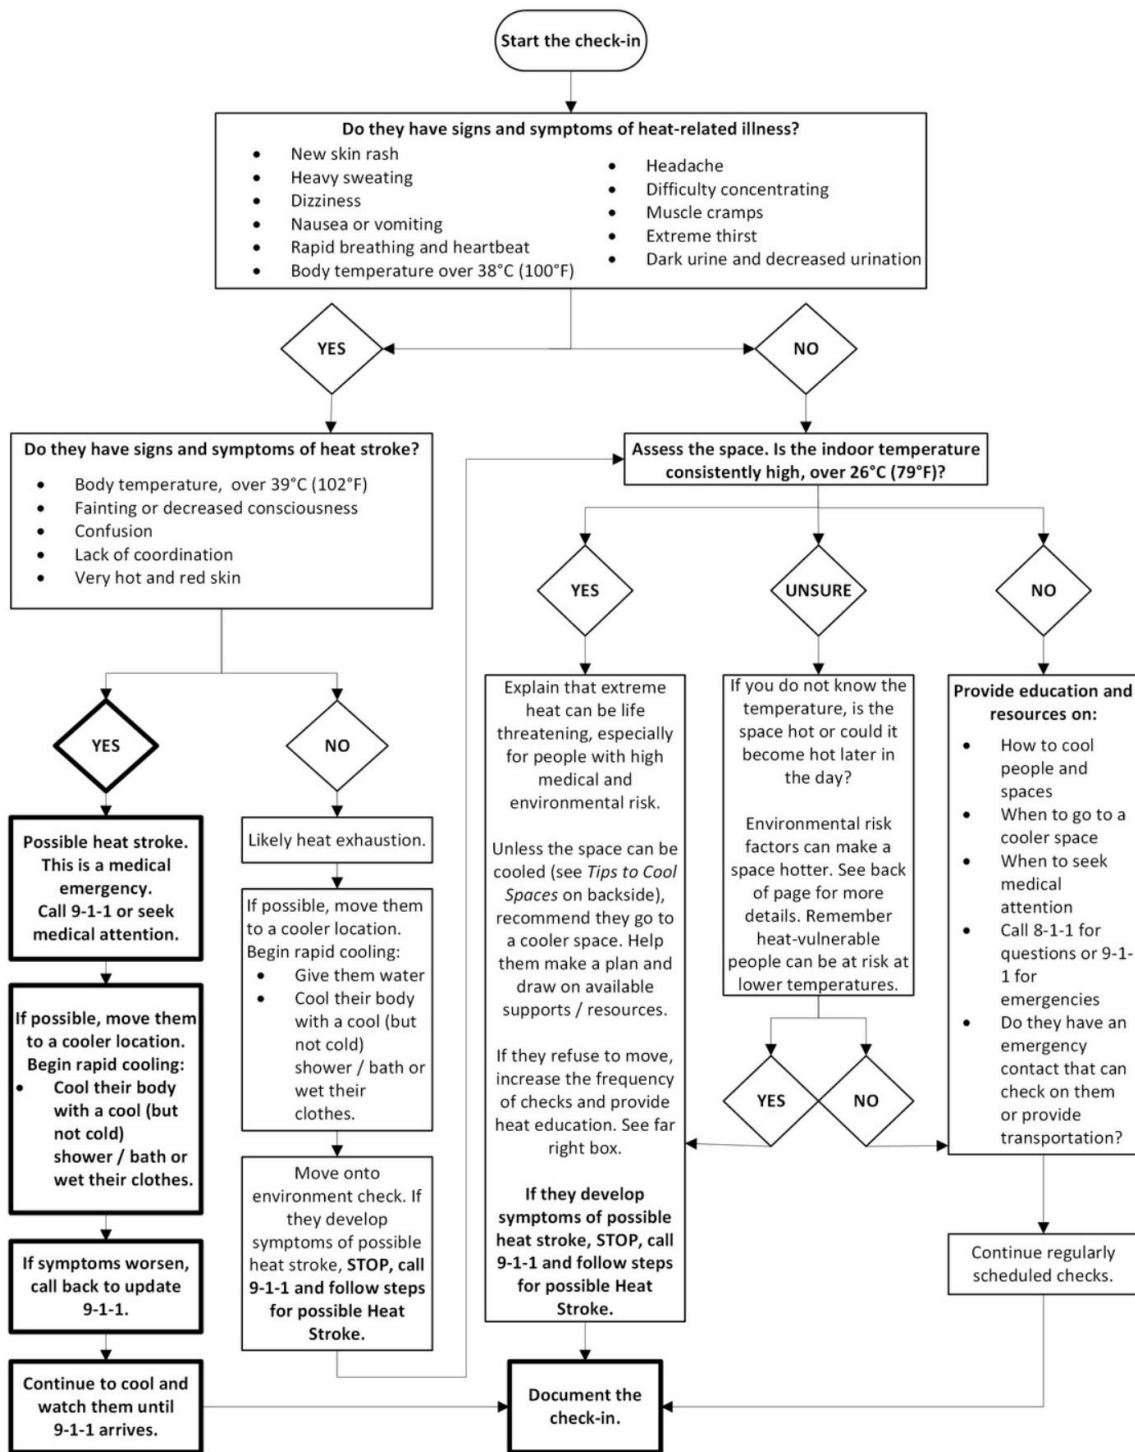 Start the check-in
Do they have signs and symptoms of heat-related illness?
• New skin rash
• Heavy sweating
• Dizziness
• Nausea or vomiting
• Rapid breathing and heartbeat
• Body temperature over 38°C (100°F)
• Headache
• Difficulty concentrating
• Muscle cramps
• Extreme thirst
• Dark urine and decreased urination
YES
NO
Do they have signs and symptoms of heat stroke?
• Body temperature, over 39°C (102°F)
• Fainting or decreased consciousness
• Confusion
• Lack of coordination
• Very hot and red skin
YES
NO
Possible heat stroke.
This is a medical
emergency.
Call 9-1-1 or seek
medical attention.
If possible, move them
to a cooler location.
Begin rapid cooling:
• Cool their body
with a cool (but
not cold)
shower / bath or
wet their clothes.
If symptoms worsen,
call back to update
9-1-1.
Continue to cool and
watch them until
9-1-1 arrives.
Likely heat exhaustion.
If possible, move them
to a cooler location.
Begin rapid cooling:
• Give them water
• Cool their body
with a cool (but
not cold)
shower / bath or
wet their
clothes.
Move onto
environment check. If
they develop
symptoms of possible
heat stroke, STOP, call
9-1-1 and follow steps
for possible Heat
Stroke.
Assess the space. Is the indoor temperature
consistently high, over 26°C (79°F)?
YES
UNSURE
NO
Explain that extreme
heat can be life
threatening, especially
for people with high
medical and
environmental risk.
Unless the space can be
cooled (see Tips to Cool
Spaces on backside),
recommend they go to
a cooler space. Help
them make a plan and
draw on available
supports / resources.
If they refuse to move,
increase the frequency
of checks and provide
heat education. See far
right box.
If they develop
symptoms of possible
heat stroke, STOP, call
9-1-1 and follow steps
for possible Heat
Stroke.
If you do not know the
temperature, is the
space hot or could it
become hot later in
the day?
Environmental risk
factors can make a
space hotter. See back
of page for more
details. Remember
heat-vulnerable
people can be at risk at
lower temperatures.
YES
NO
Provide education and
resources on:
• How to cool
people and
spaces
• When to go to a
cooler space
• When to seek
medical
attention
• Call 8-1-1 for
questions or 9-1-
1 for
emergencies
• Do they have an
emergency
contact that can
check on them
or provide
transportation?
Continue regularly
scheduled checks.
Document the
check-in.